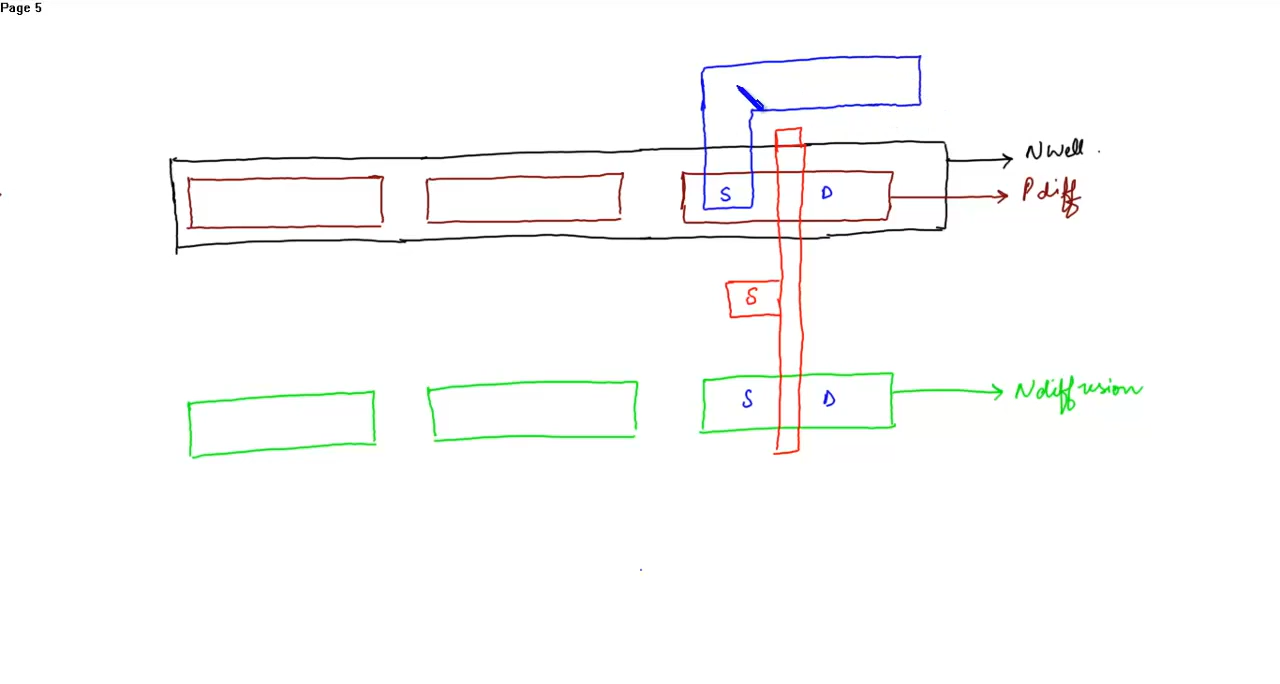 Page 5
Nwell.
S D
Pdiff
S
S D
Ndiffusion